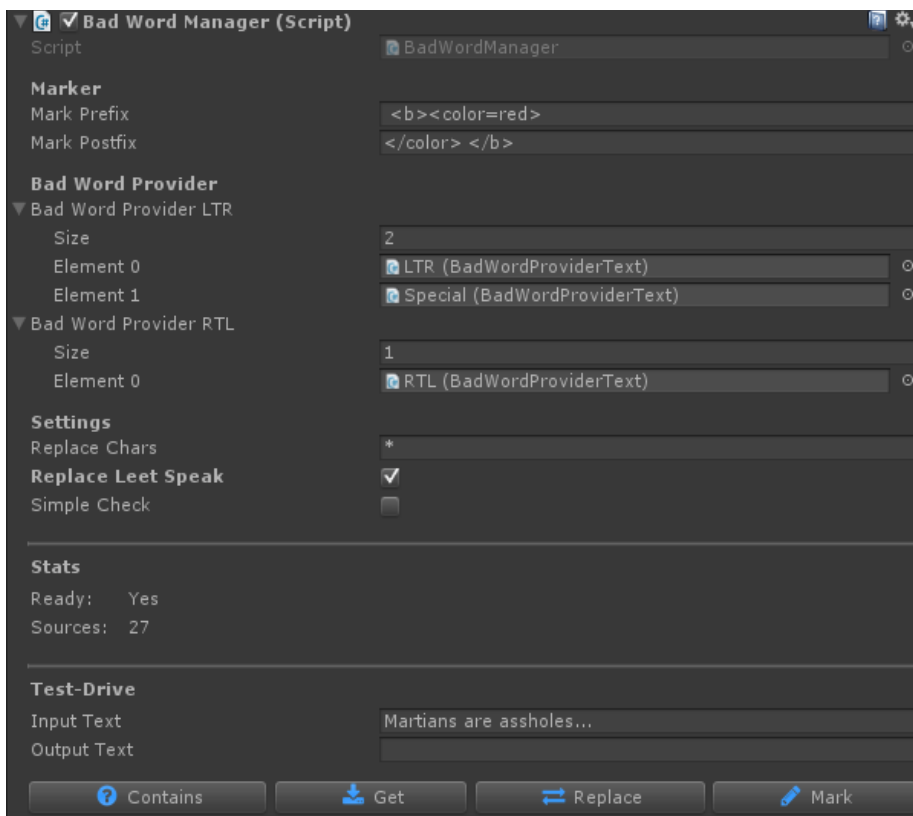 Bad Word Manager (Script)
Script BadWordManager
Marker
Mark Prefix <b><color=red>
Mark Postfix </color> </b>
Bad Word Provider
Bad Word Provider LTR
Size 2
Element 0 LTR (BadWordProviderText)
Element 1 Special (BadWordProviderText)
Bad Word Provider RTL
Size 1
Element 0 RTL (BadWordProviderText)
Settings
Replace Chars *
Replace Leet Speak
Simple Check
Stats
Ready: Yes
Sources: 27
Test-Drive
Input Text Martians are assholes...
Output Text
Contains Get Replace Mark